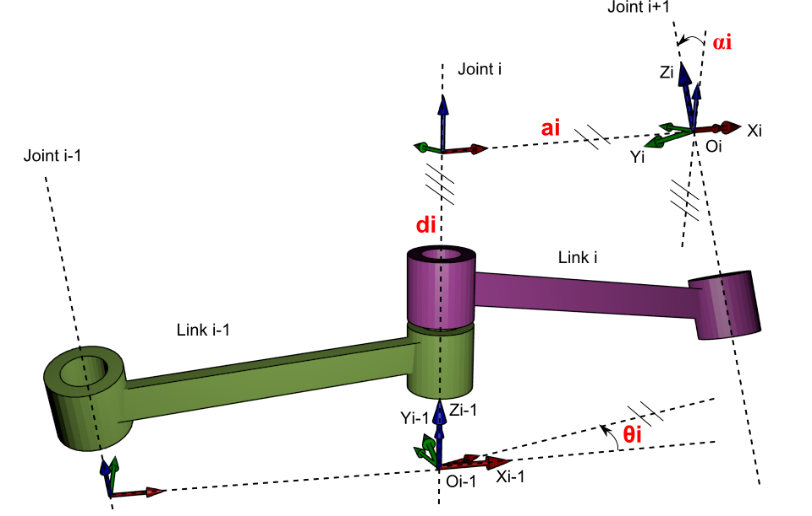 Joint i+1
αi
Zi
Joint i
ai
Xi
Oi
Yi
Joint i-1
di
Link i
Link i-1
Yi-1
Zi-1
θi
Oi-1
Xi-1